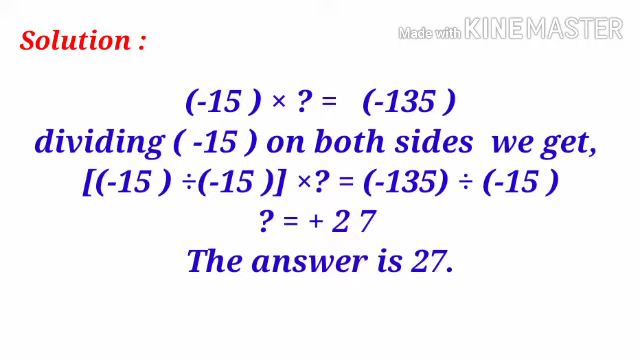 Solution :
Made with KINEMASTER
(-15 ) × ? = (-135 )
dividing ( -15 ) on both sides we get,
[(-15 ) ÷(-15 )] ×? = (-135) ÷ (-15 )
? = + 2 7
The answer is 27.